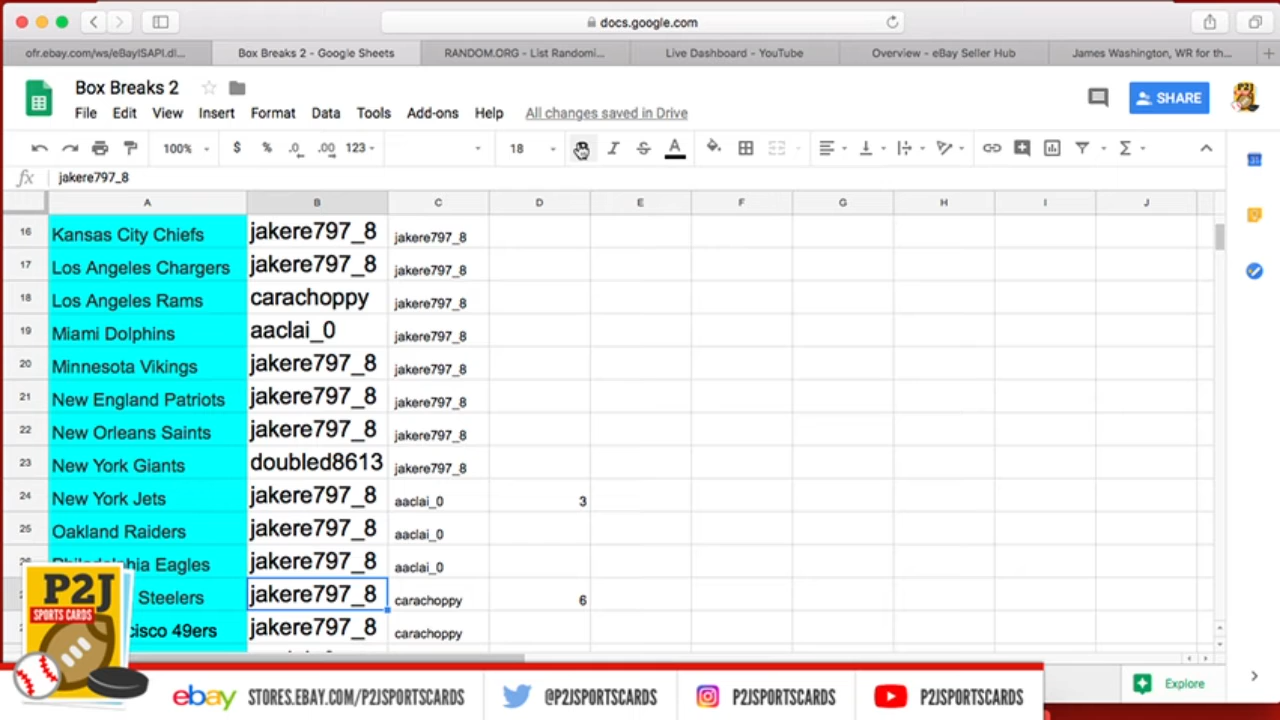 docs.google.com
ofr.ebay.com/ws/eBayISAPI.dl...
Box Breaks 2 - Google Sheets
RANDOM.ORG - List Randomi...
Live Dashboard - YouTube
Overview - eBay Seller Hub
James Washington, WR for th...
Box Breaks 2
File Edit View Insert Format Data Tools Add-ons Help All changes saved in Drive
SHARE
100% $ % .0 .00 123 18
fx jakere797_8
A B C D E F G H I J
16 Kansas City Chiefs jakere797_8 jakere797_8
17 Los Angeles Chargers jakere797_8 jakere797_8
18 Los Angeles Rams carachoppy jakere797_8
19 Miami Dolphins aaclai_0 jakere797_8
20 Minnesota Vikings jakere797_8 jakere797_8
21 New England Patriots jakere797_8 jakere797_8
22 New Orleans Saints jakere797_8 jakere797_8
23 New York Giants doubled8613 jakere797_8
24 New York Jets jakere797_8 aaclai_0 3
25 Oakland Raiders jakere797_8 aaclai_0
Philadelphia Eagles jakere797_8 aaclai_0
Steelers jakere797_8 carachoppy 6
cisco 49ers jakere797_8 carachoppy
P2J
SPORTS CARDS
Explore
ebay STORES.EBAY.COM/P2JSPORTSCARDS
@P2JSPORTSCARDS
P2JSPORTSCARDS
P2JSPORTSCARDS